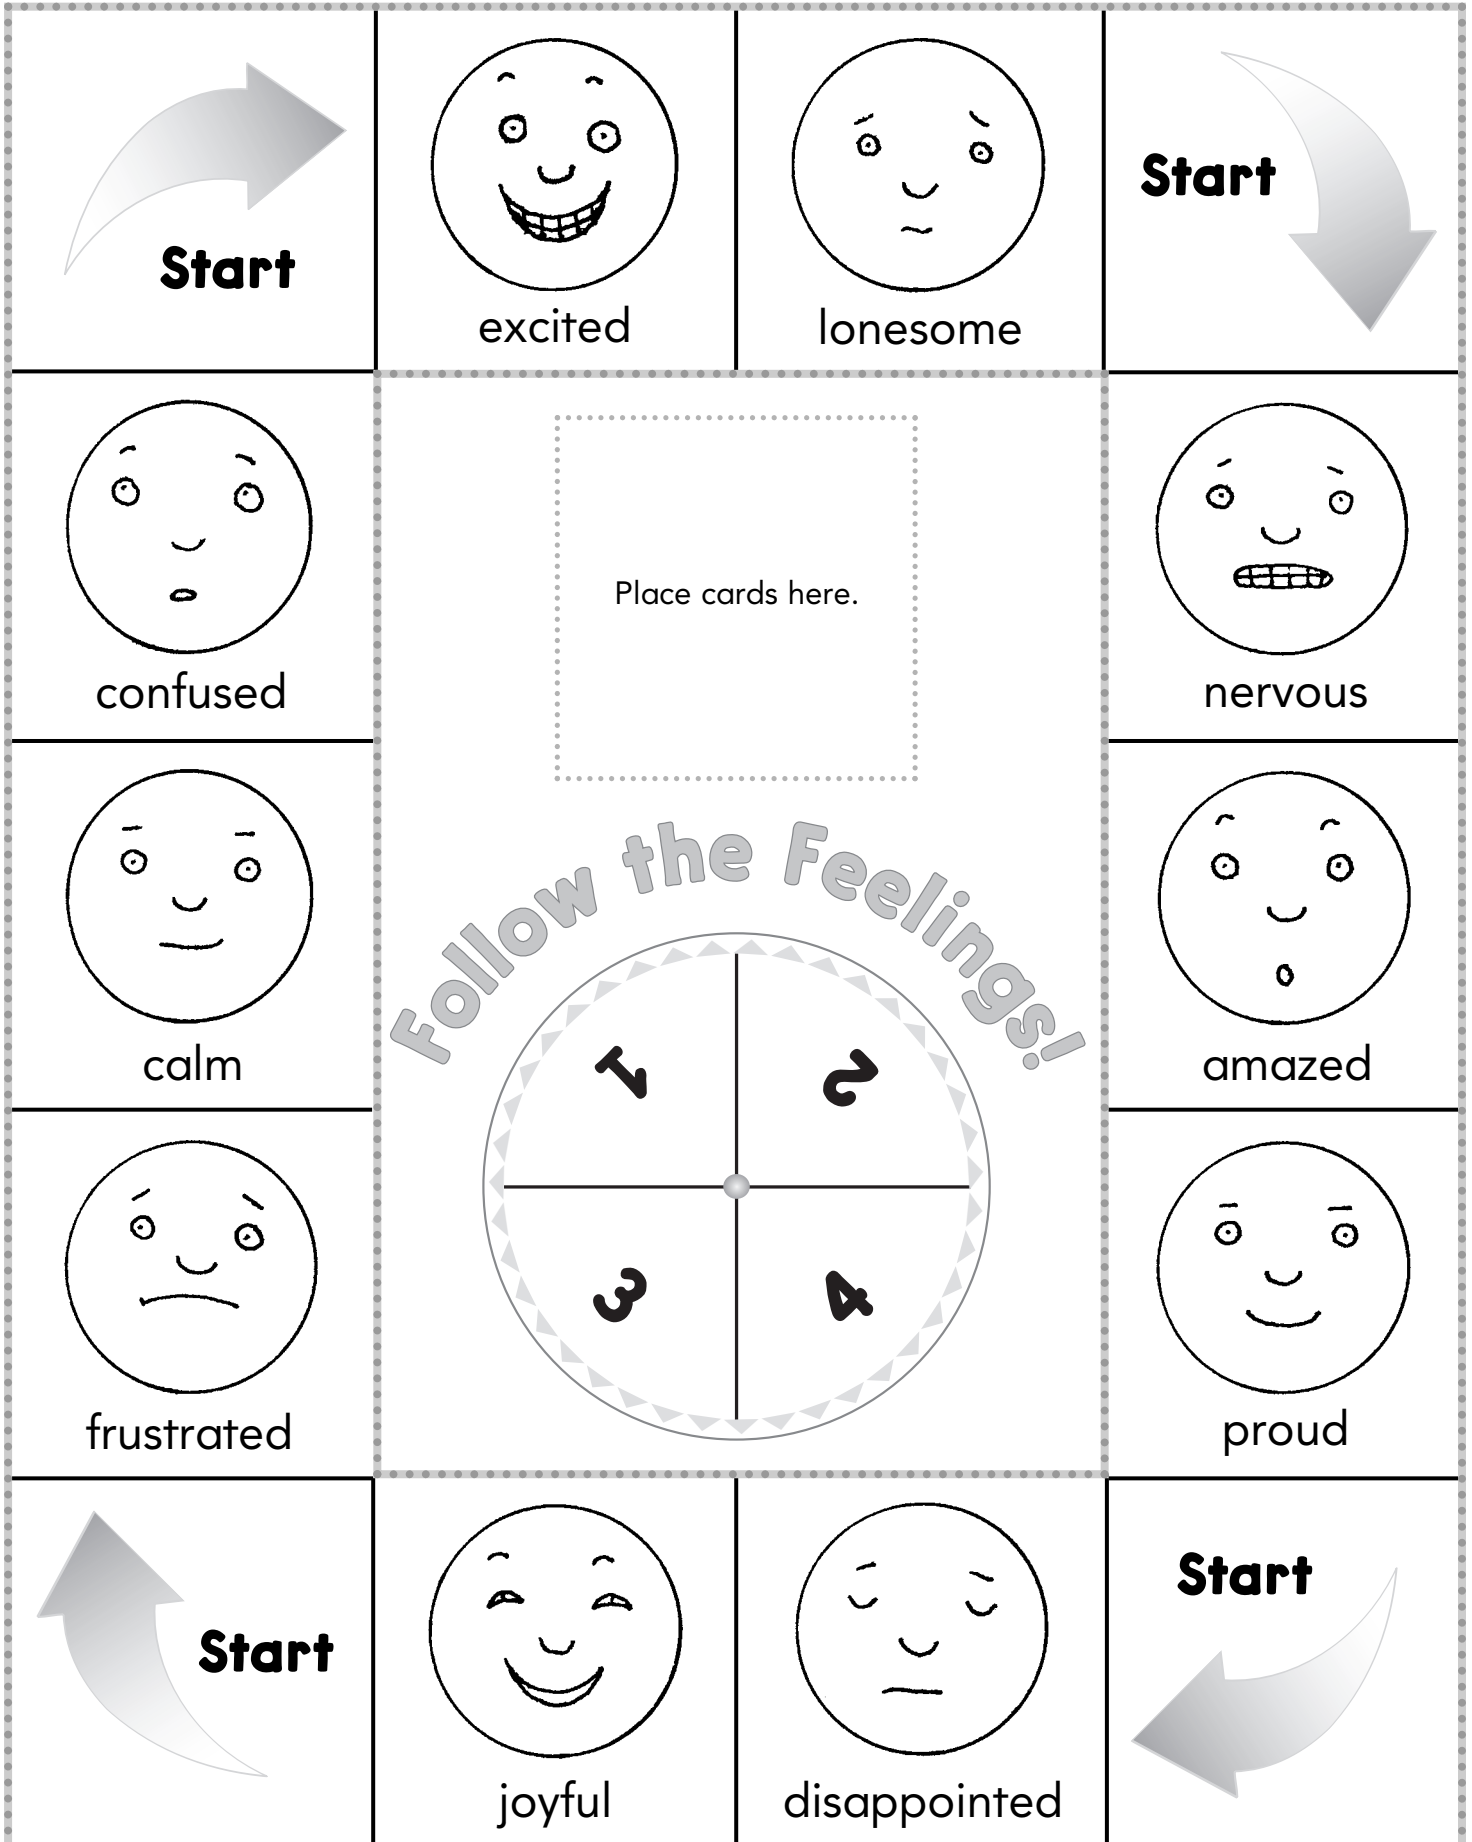 Start
excited
lonesome
Start
confused
Place cards here.
nervous
calm
Follow the Feelings!
amazed
1
2
3
4
frustrated
proud
Start
joyful
disappointed
Start